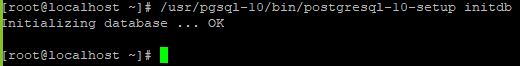 [root@localhost ~]# /usr/pgsql-10/bin/postgresql-10-setup initdb
Initializing database ... OK
[root@localhost ~]#